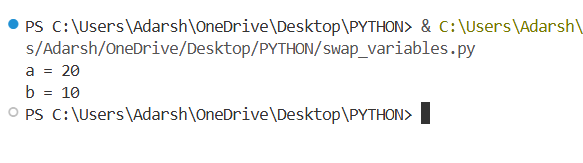 PS C:\Users\Adarsh\OneDrive\Desktop\PYTHON> & C:\Users\Adarsh\
s/Adarsh/OneDrive/Desktop/PYTHON/swap_variables.py
a = 20
b = 10
PS C:\Users\Adarsh\OneDrive\Desktop\PYTHON>